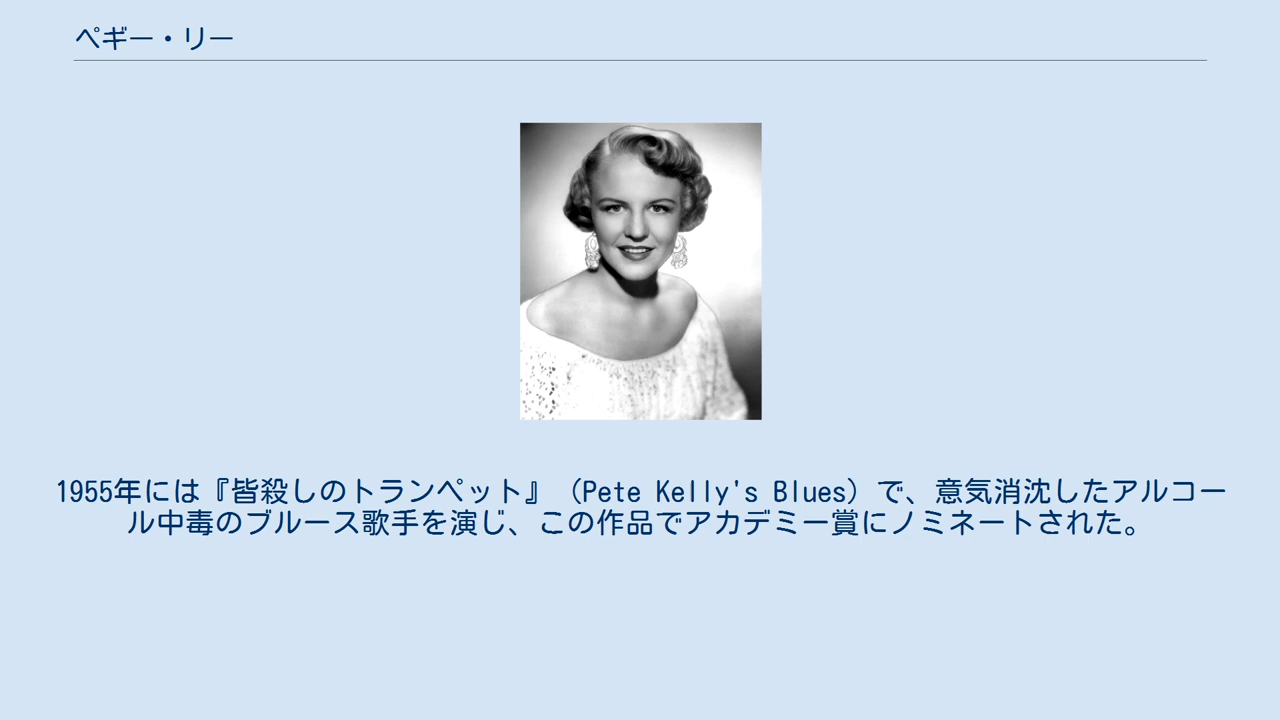 ペギー・リー
1955年には『皆殺しのトランペット』（Pete Kelly's Blues）で、意気消沈したアルコー
ル中毒のブルース歌手を演じ、この作品でアカデミー賞にノミネートされた。